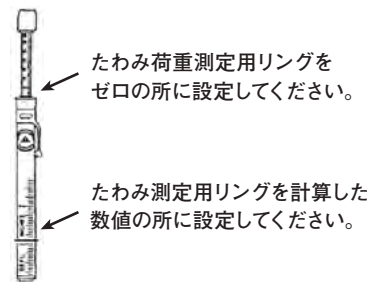 たわみ荷重測定用リングを
ゼロの所に設定してください。
たわみ測定用リングを計算した
数値の所に設定してください。